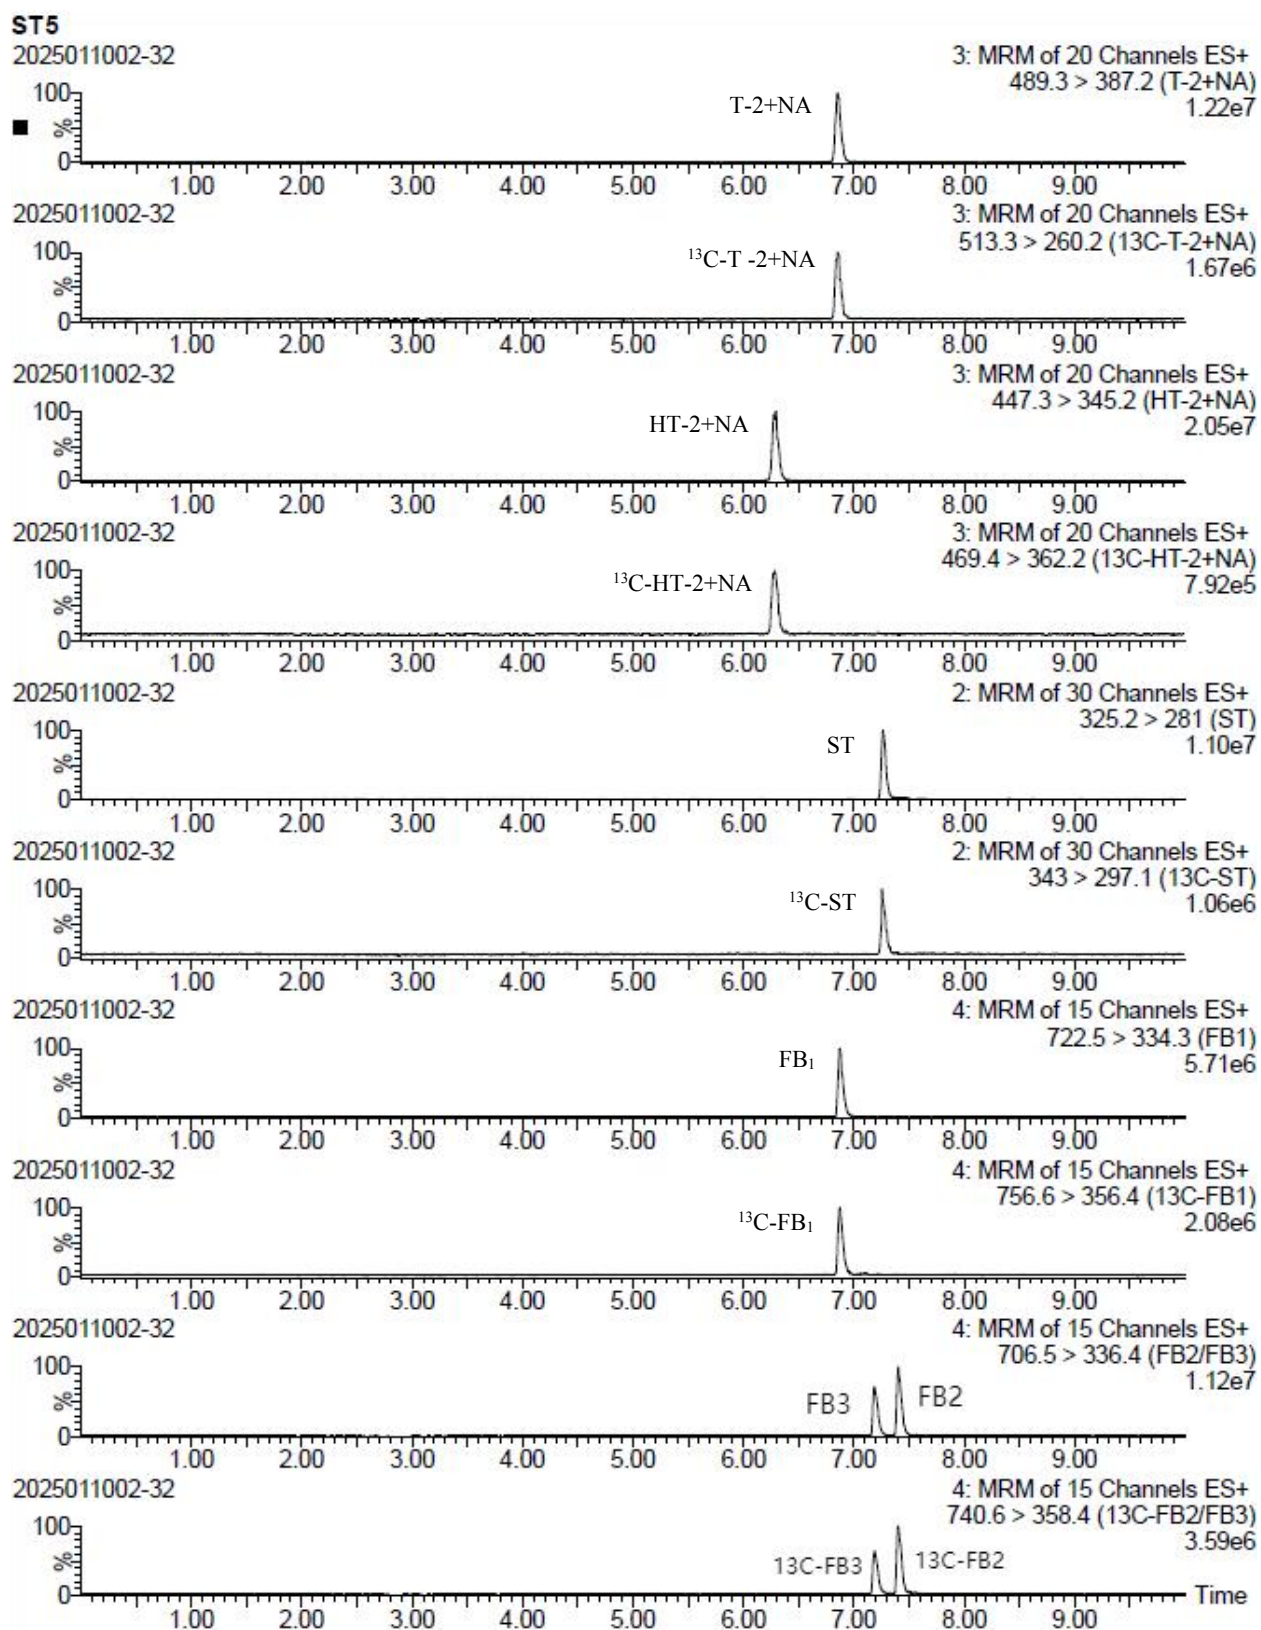 ST5
2025011002-32
3: MRM of 20 Channels ES+
489.3 > 387.2 (T-2+NA)
1.22e7
100
%
0
T-2+NA
1.00 2.00 3.00 4.00 5.00 6.00 7.00 8.00 9.00
2025011002-32
3: MRM of 20 Channels ES+
513.3 > 260.2 (13C-T-2+NA)
1.67e6
100
%
0
¹³C-T -2+NA
1.00 2.00 3.00 4.00 5.00 6.00 7.00 8.00 9.00
2025011002-32
3: MRM of 20 Channels ES+
447.3 > 345.2 (HT-2+NA)
2.05e7
100
%
0
HT-2+NA
1.00 2.00 3.00 4.00 5.00 6.00 7.00 8.00 9.00
2025011002-32
3: MRM of 20 Channels ES+
469.4 > 362.2 (13C-HT-2+NA)
7.92e5
100
%
0
¹³C-HT-2+NA
1.00 2.00 3.00 4.00 5.00 6.00 7.00 8.00 9.00
2025011002-32
2: MRM of 30 Channels ES+
325.2 > 281 (ST)
1.10e7
100
%
0
ST
1.00 2.00 3.00 4.00 5.00 6.00 7.00 8.00 9.00
2025011002-32
2: MRM of 30 Channels ES+
343 > 297.1 (13C-ST)
1.06e6
100
%
0
¹³C-ST
1.00 2.00 3.00 4.00 5.00 6.00 7.00 8.00 9.00
2025011002-32
4: MRM of 15 Channels ES+
722.5 > 334.3 (FB1)
5.71e6
100
%
0
FB₁
1.00 2.00 3.00 4.00 5.00 6.00 7.00 8.00 9.00
2025011002-32
4: MRM of 15 Channels ES+
756.6 > 356.4 (13C-FB1)
2.08e6
100
%
0
¹³C-FB₁
1.00 2.00 3.00 4.00 5.00 6.00 7.00 8.00 9.00
2025011002-32
4: MRM of 15 Channels ES+
706.5 > 336.4 (FB2/FB3)
1.12e7
100
%
0
FB3 FB2
1.00 2.00 3.00 4.00 5.00 6.00 7.00 8.00 9.00
2025011002-32
4: MRM of 15 Channels ES+
740.6 > 358.4 (13C-FB2/FB3)
3.59e6
100
%
0
13C-FB3 13C-FB2
Time
1.00 2.00 3.00 4.00 5.00 6.00 7.00 8.00 9.00